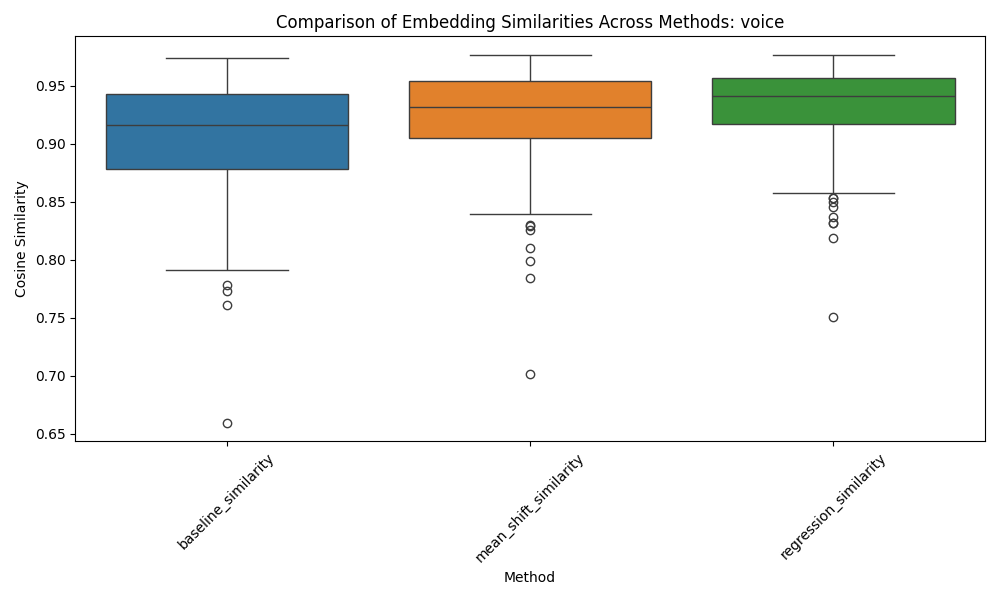 Comparison of Embedding Similarities Across Methods: voice
Cosine Similarity
0.95
0.90
0.85
0.80
0.75
0.70
0.65
baseline_similarity
mean_shift_similarity
regression_similarity
Method